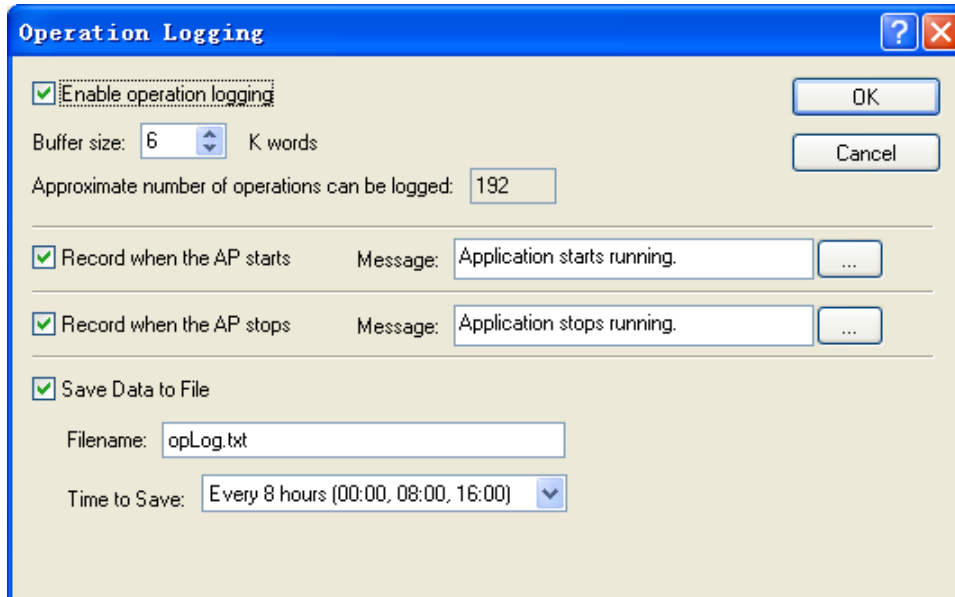 Operation Logging
Enable operation logging
OK
Buffer size: 6 K words
Cancel
Approximate number of operations can be logged: 192
Record when the AP starts Message: Application starts running. ...
Record when the AP stops Message: Application stops running. ...
Save Data to File
Filename: opLog.txt
Time to Save: Every 8 hours (00:00, 08:00, 16:00)